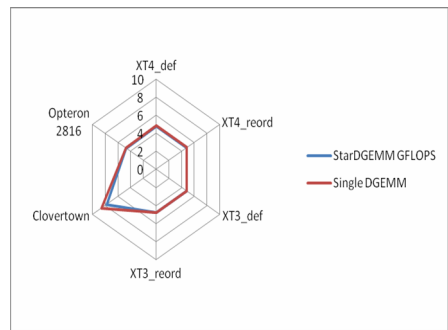 XT4_def
10
8
6
4
2
0
XT4_reord
XT3_def
XT3_reord
Clovertown
Opteron
2816
StarDGEMM GFLOPS
Single DGEMM